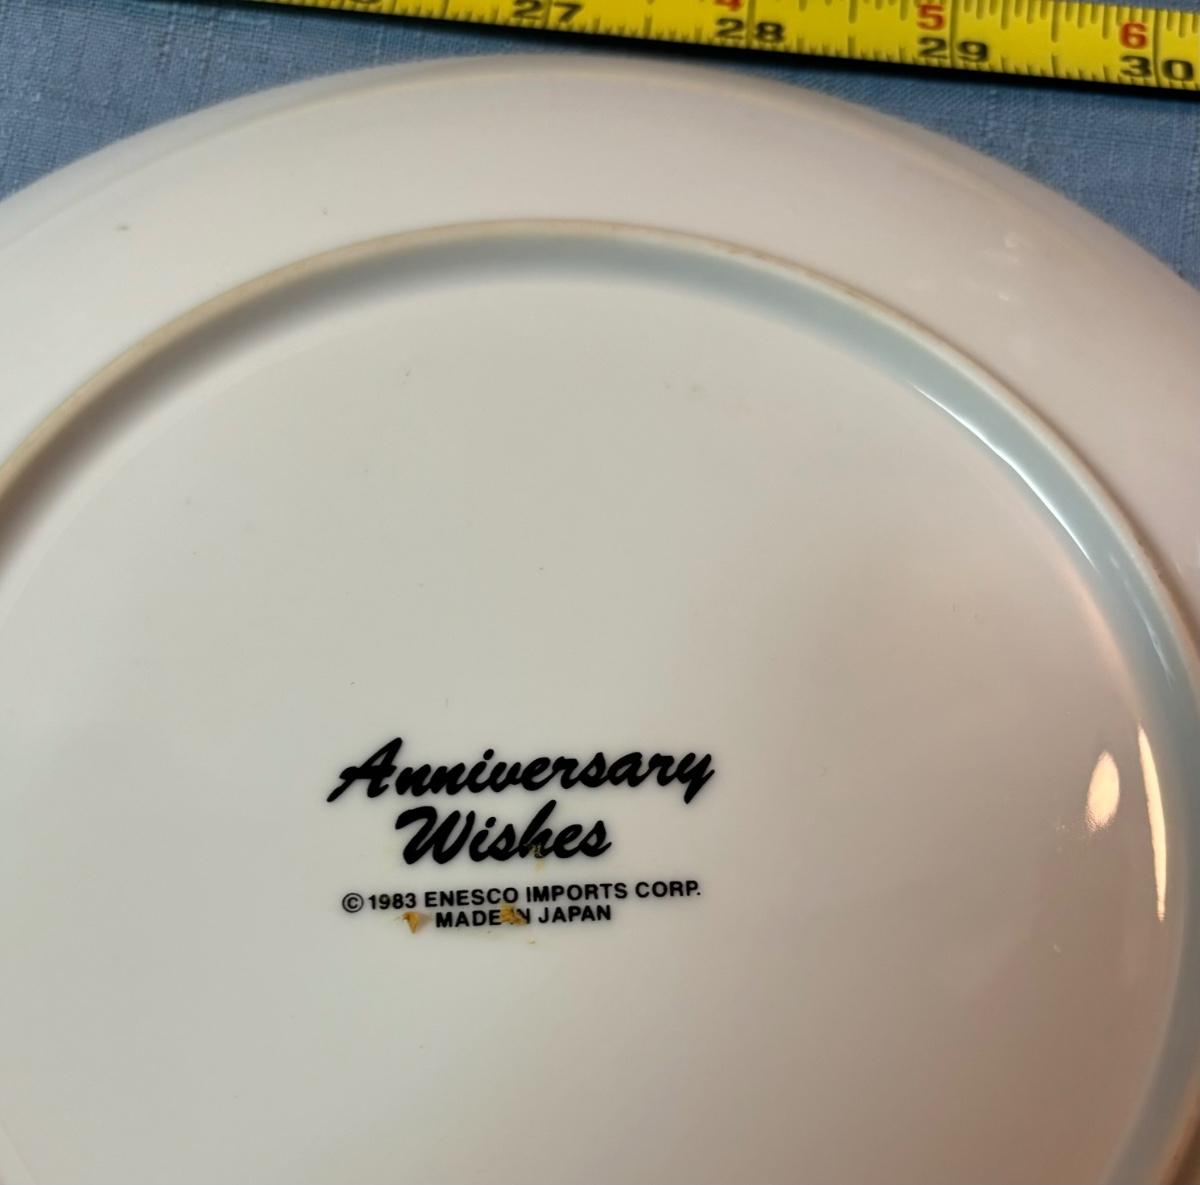 27 4 28 5 29 6 30
Anniversary
Wishes
©1983 ENESCO IMPORTS CORP.
MADE IN JAPAN